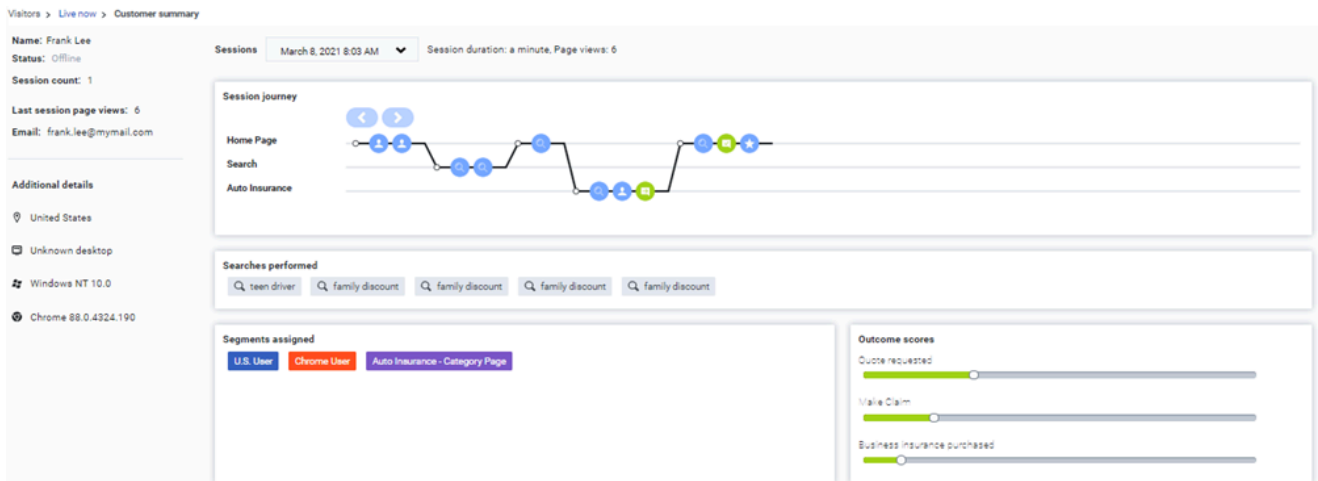 Visitors > Live now > Customer summary
Name: Frank Lee
Status: Offline
Session count: 1
Last session page views: 6
Email: frank.lee@mymail.com
Additional details
United States
Unknown desktop
Windows NT 10.0
Chrome 88.0.4324.190
Sessions March 8, 2021 8:03 AM Session duration: a minute, Page views: 6
Session journey
Home Page
Search
Auto Insurance
Searches performed
teen driver family discount family discount family discount family discount
Segments assigned
U.S. User Chrome User Auto Insurance - Category Page
Outcome scores
Quote requested
Make Claim
Business insurance purchased